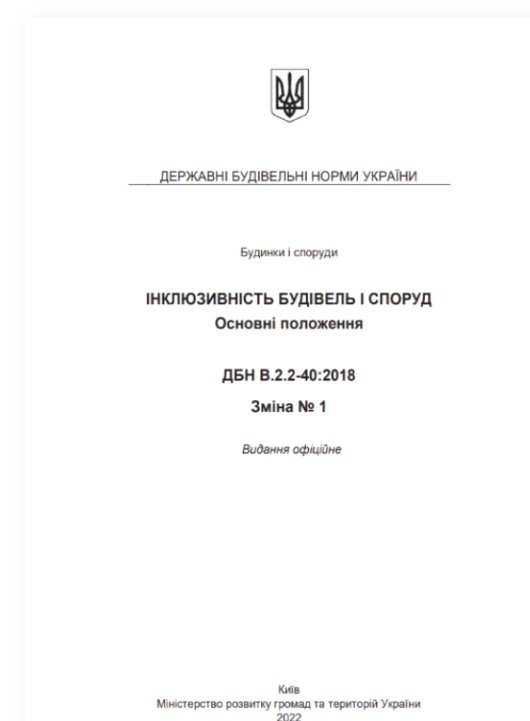 ДЕРЖАВНІ БУДІВЕЛЬНІ НОРМИ УКРАЇНИ
Будинки і споруди
ІНКЛЮЗИВНІСТЬ БУДІВЕЛЬ І СПОРУД
Основні положення
ДБН В.2.2-40:2018
Зміна № 1
Видання офіційне
Київ
Міністерство розвитку громад та територій України
2022